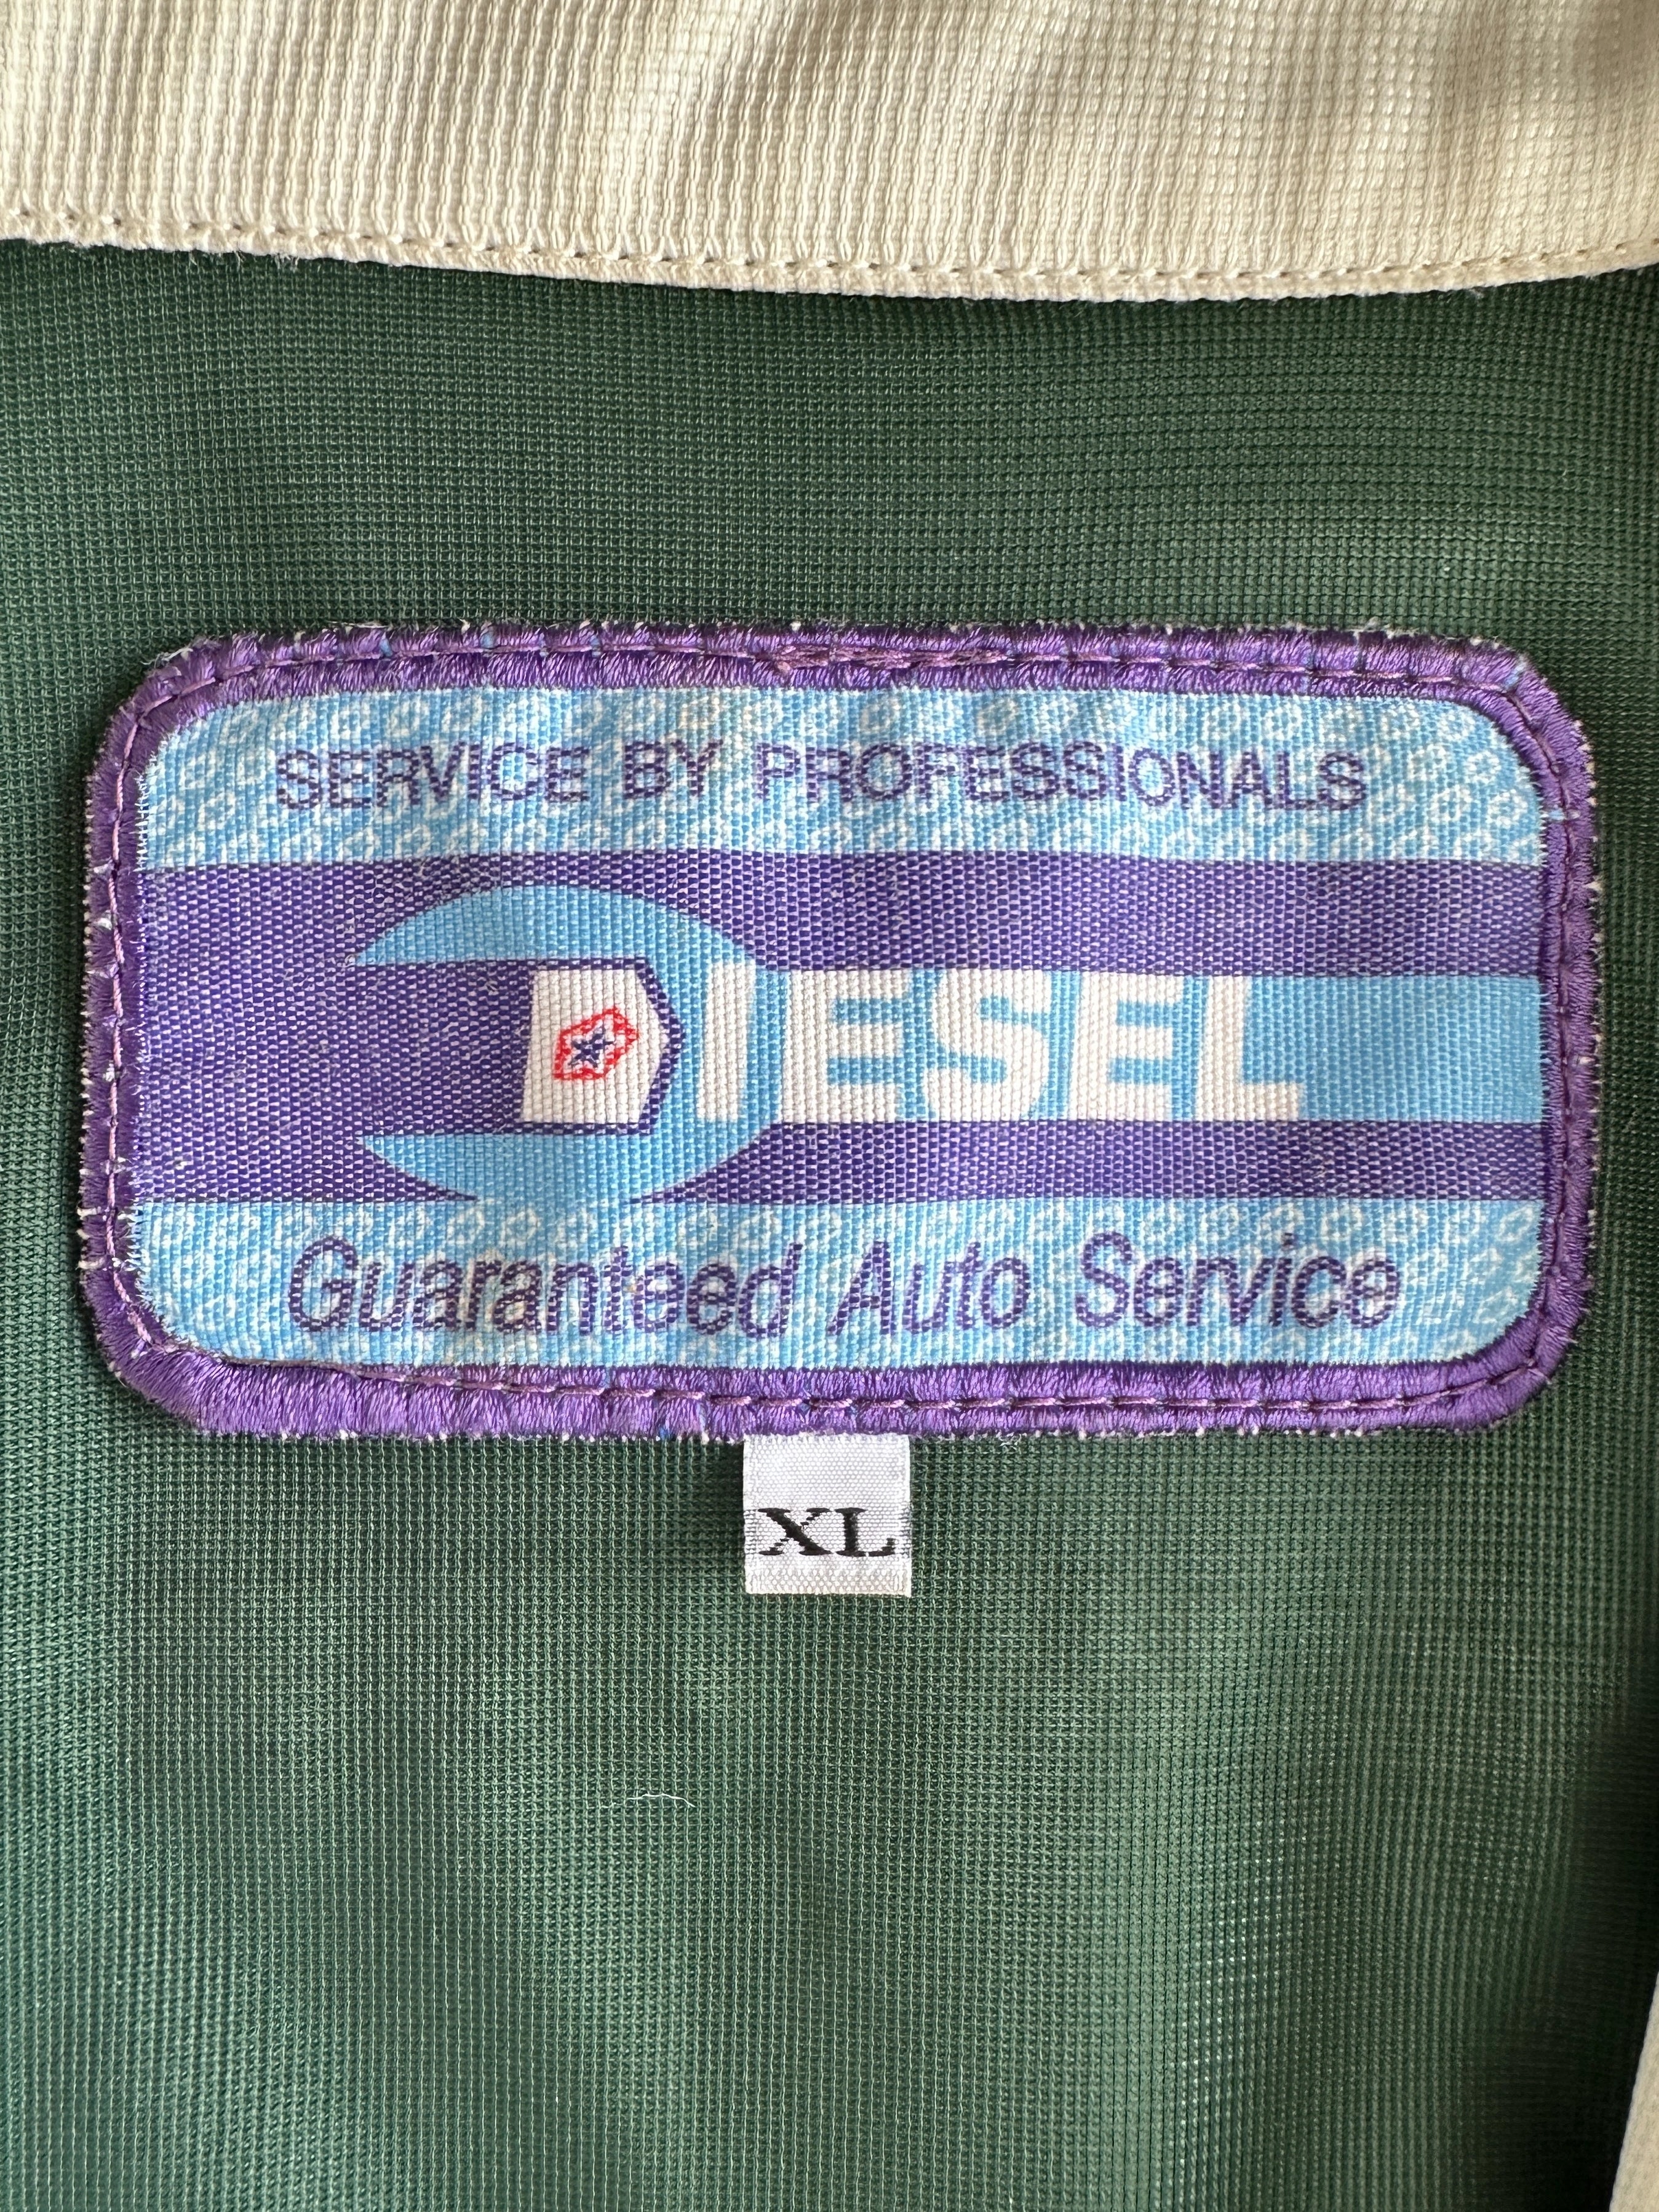 SERVICE BY PROFESSIONALS
DIESEL
Guaranteed Auto Service
XL